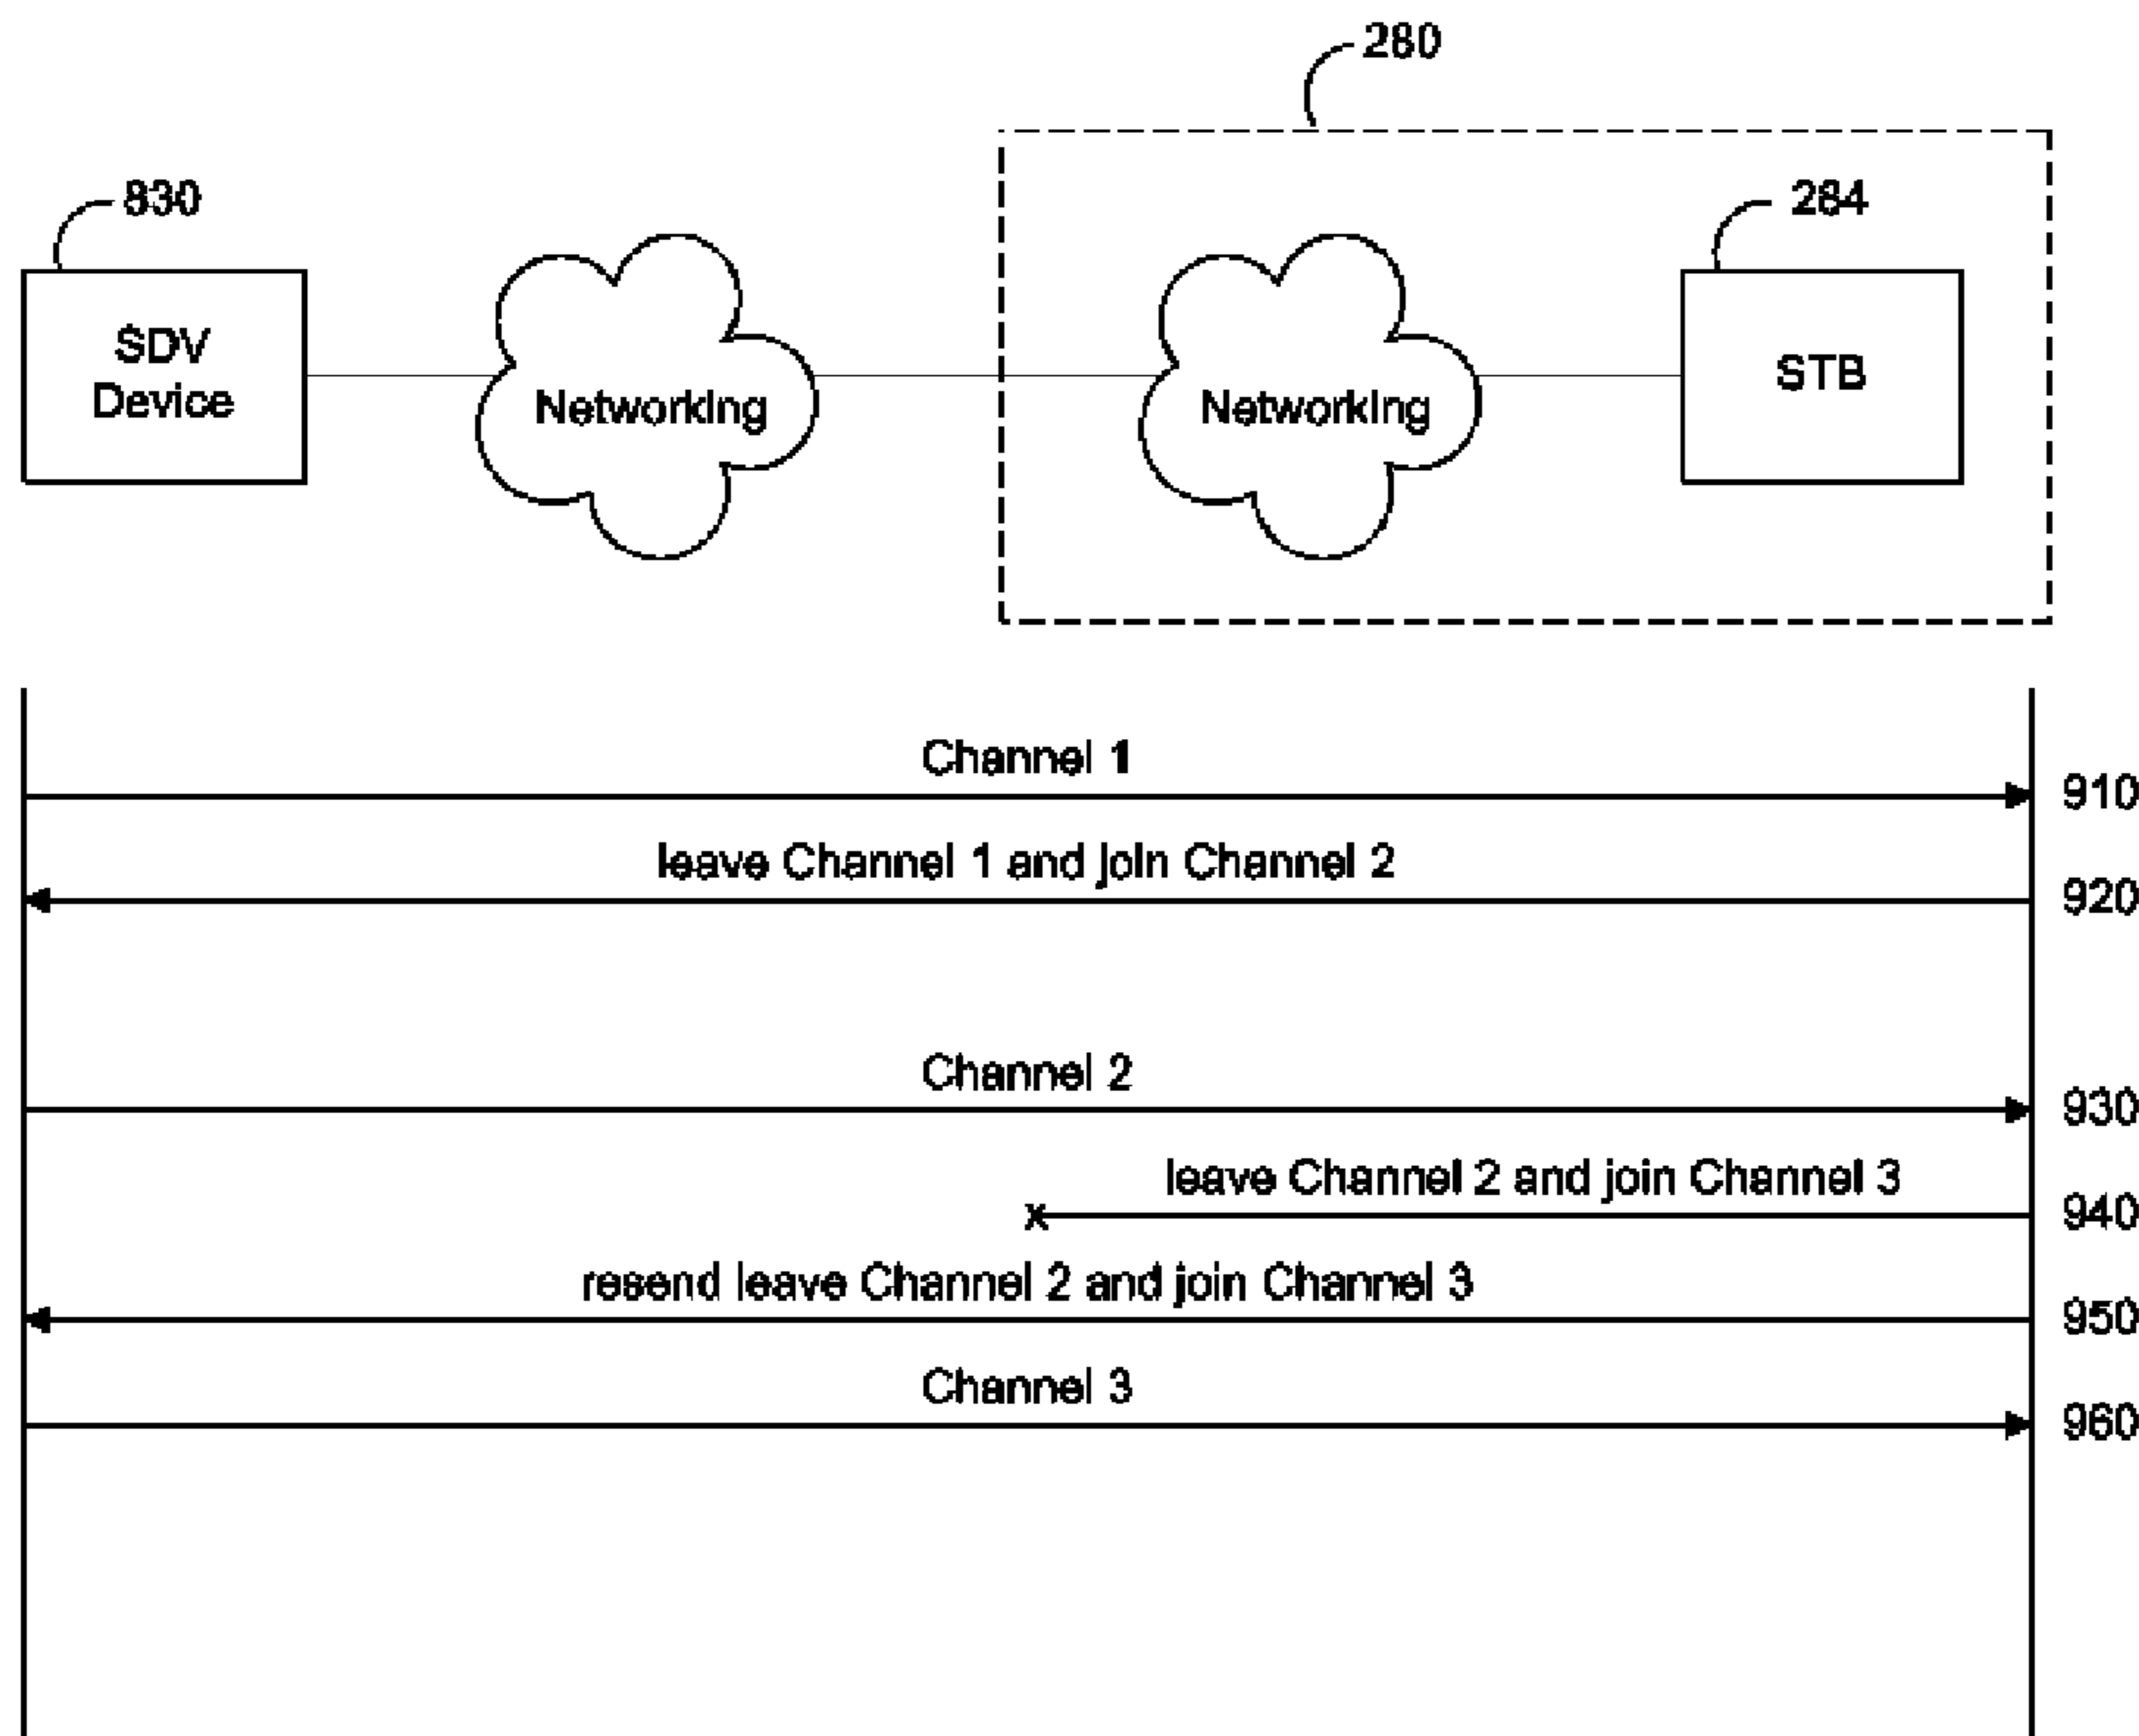 280
830
284
SDV
Device
Networking
Networking
STB
Channel 1
910
leave Channel 1 and join Channel 2
920
Channel 2
930
leave Channel 2 and join Channel 3
940
resend leave Channel 2 and join Channel 3
950
Channel 3
960